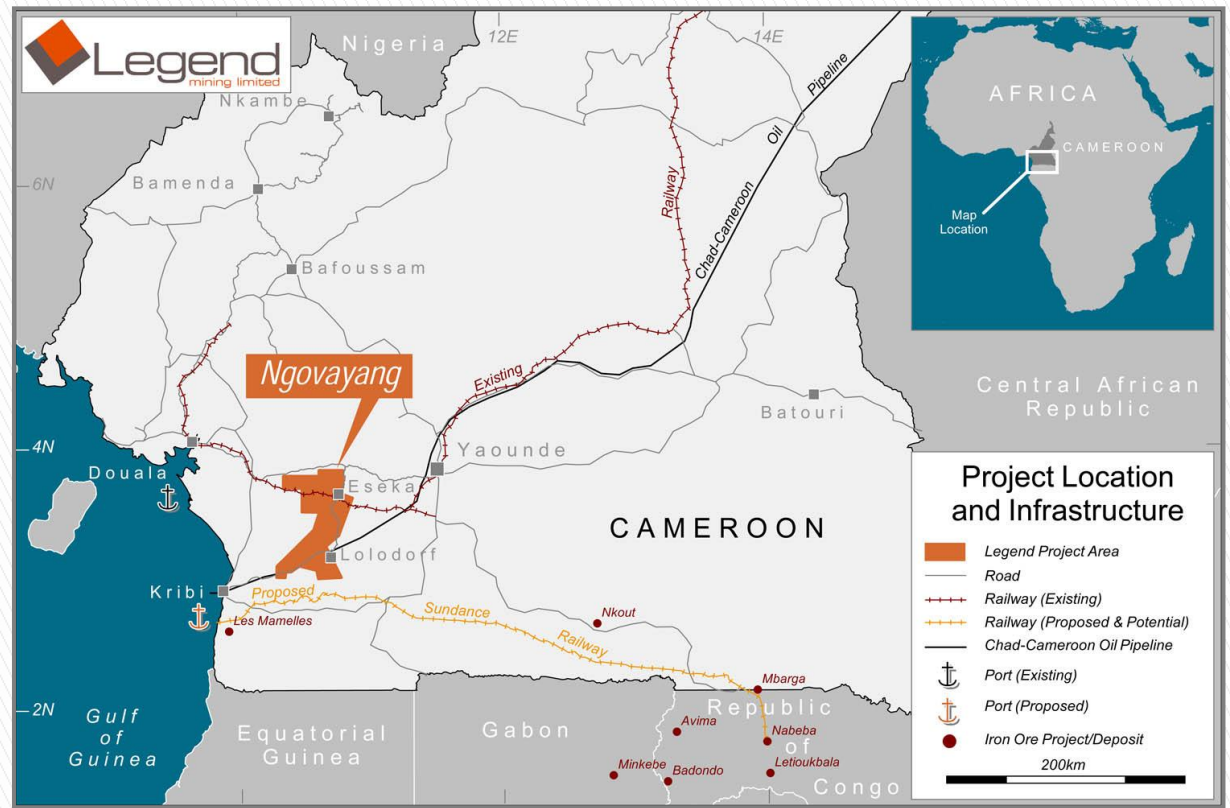 Legend
mining limited
Nigeria
12E
14E
Nkambe
6N
Bamenda
Bafoussam
Railway
Chad-Cameroon Oil Pipeline
Ngovayang
Existing
Batouri
4N
Douala
Yaounde
Eseka
CAMEROON
Lolodorf
Kribi
Proposed Sundance Railway
Les Mamelles
Nkout
Mbarga
2N
Gulf
of
Guinea
Equatorial
Guinea
Gabon
Republic
of
Congo
Avima
Nabeba
Minkebe
Badondo
Letioukbala
Central African
Republic
AFRICA
CAMEROON
Map
Location
Project Location
and Infrastructure
Legend Project Area
Road
Railway (Existing)
Railway (Proposed & Potential)
Chad-Cameroon Oil Pipeline
Port (Existing)
Port (Proposed)
Iron Ore Project/Deposit
200km